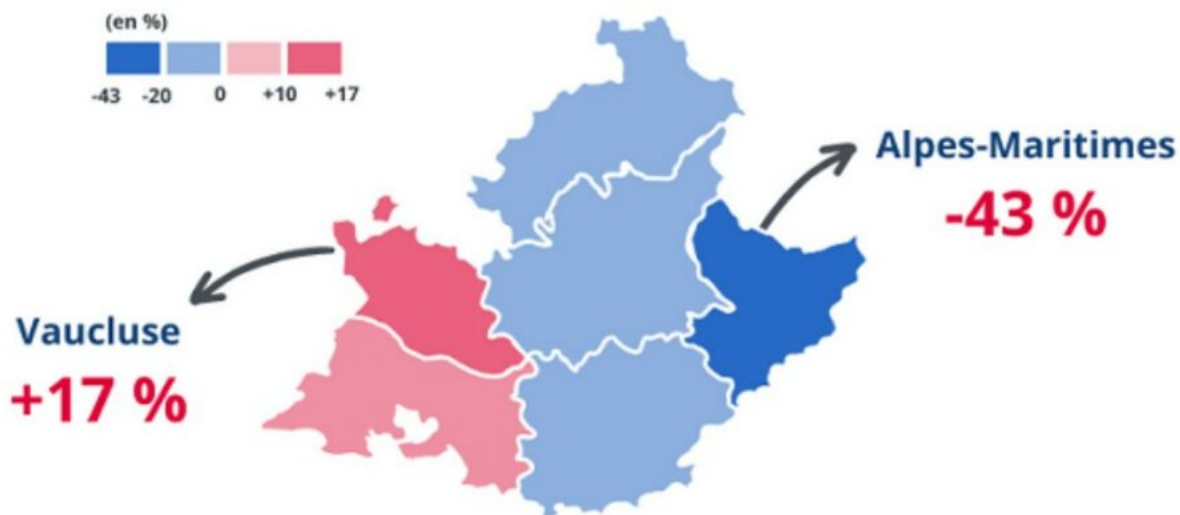 (en %)
-43 -20 0 +10 +17
Alpes-Maritimes
-43 %
Vaucluse
+17 %